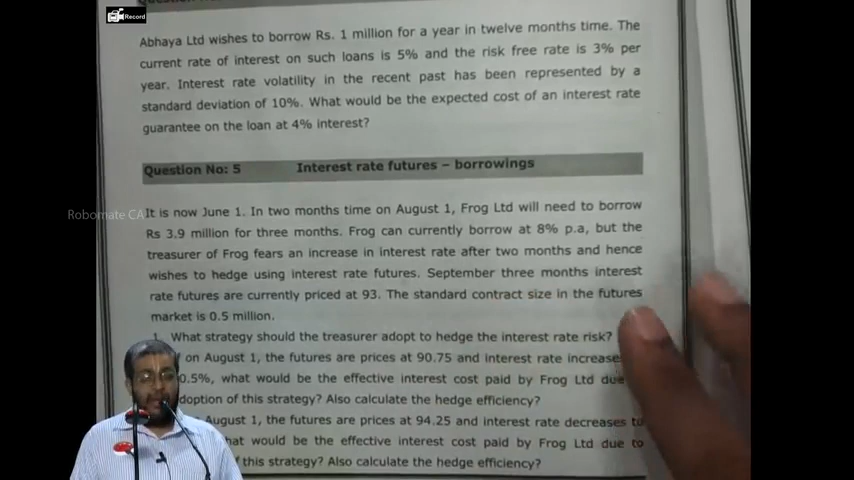 Record
Abhaya Ltd wishes to borrow Rs. 1 million for a year in twelve months time. The
current rate of interest on such loans is 5% and the risk free rate is 3% per
year. Interest rate volatility in the recent past has been represented by a
standard deviation of 10%. What would be the expected cost of an interest rate
guarantee on the loan at 4% interest?
Question No: 5 Interest rate futures – borrowings
Robomate CA
It is now June 1. In two months time on August 1, Frog Ltd will need to borrow
Rs 3.9 million for three months. Frog can currently borrow at 8% p.a, but the
treasurer of Frog fears an increase in interest rate after two months and hence
wishes to hedge using interest rate futures. September three months interest
rate futures are currently priced at 93. The standard contract size in the futures
market is 0.5 million.
1. What strategy should the treasurer adopt to hedge the interest rate risk?
on August 1, the futures are prices at 90.75 and interest rate increases
0.5%, what would be the effective interest cost paid by Frog Ltd due
doption of this strategy? Also calculate the hedge efficiency?
August 1, the futures are prices at 94.25 and interest rate decreases to
hat would be the effective interest cost paid by Frog Ltd due to
f this strategy? Also calculate the hedge efficiency?